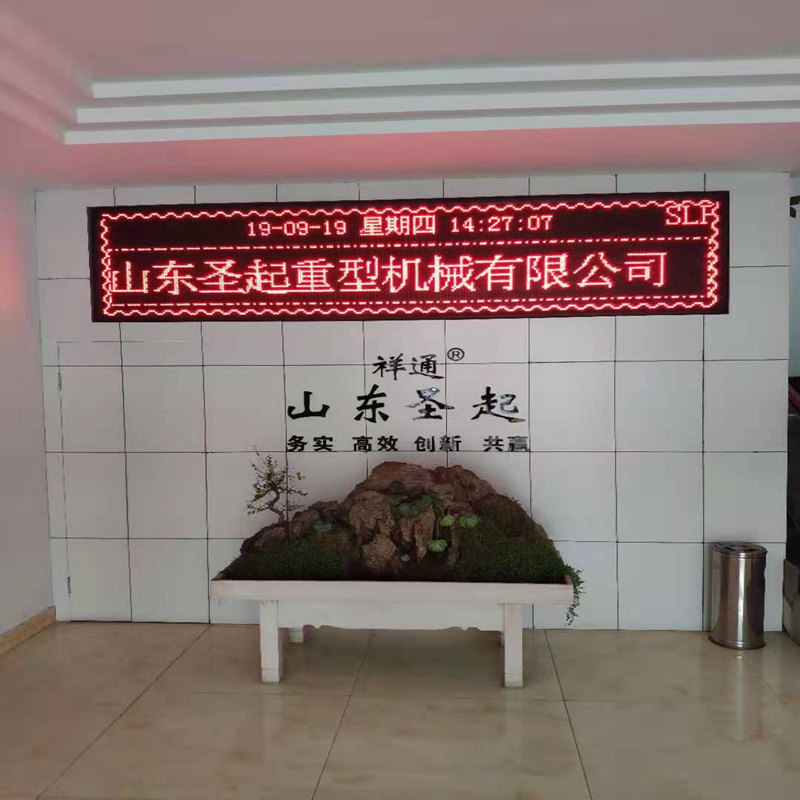 19-09-19 星期四 14:27:07
SLP
山东圣起重型机械有限公司
祥通®
山东圣起
务实 高效 创新 共赢